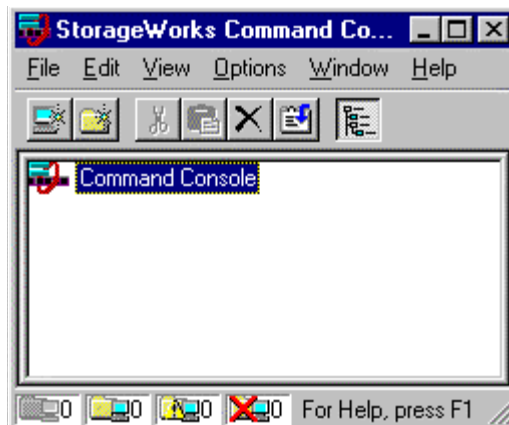 StorageWorks Command Co...
File Edit View Options Window Help
Command Console
0 0 0 0 For Help, press F1